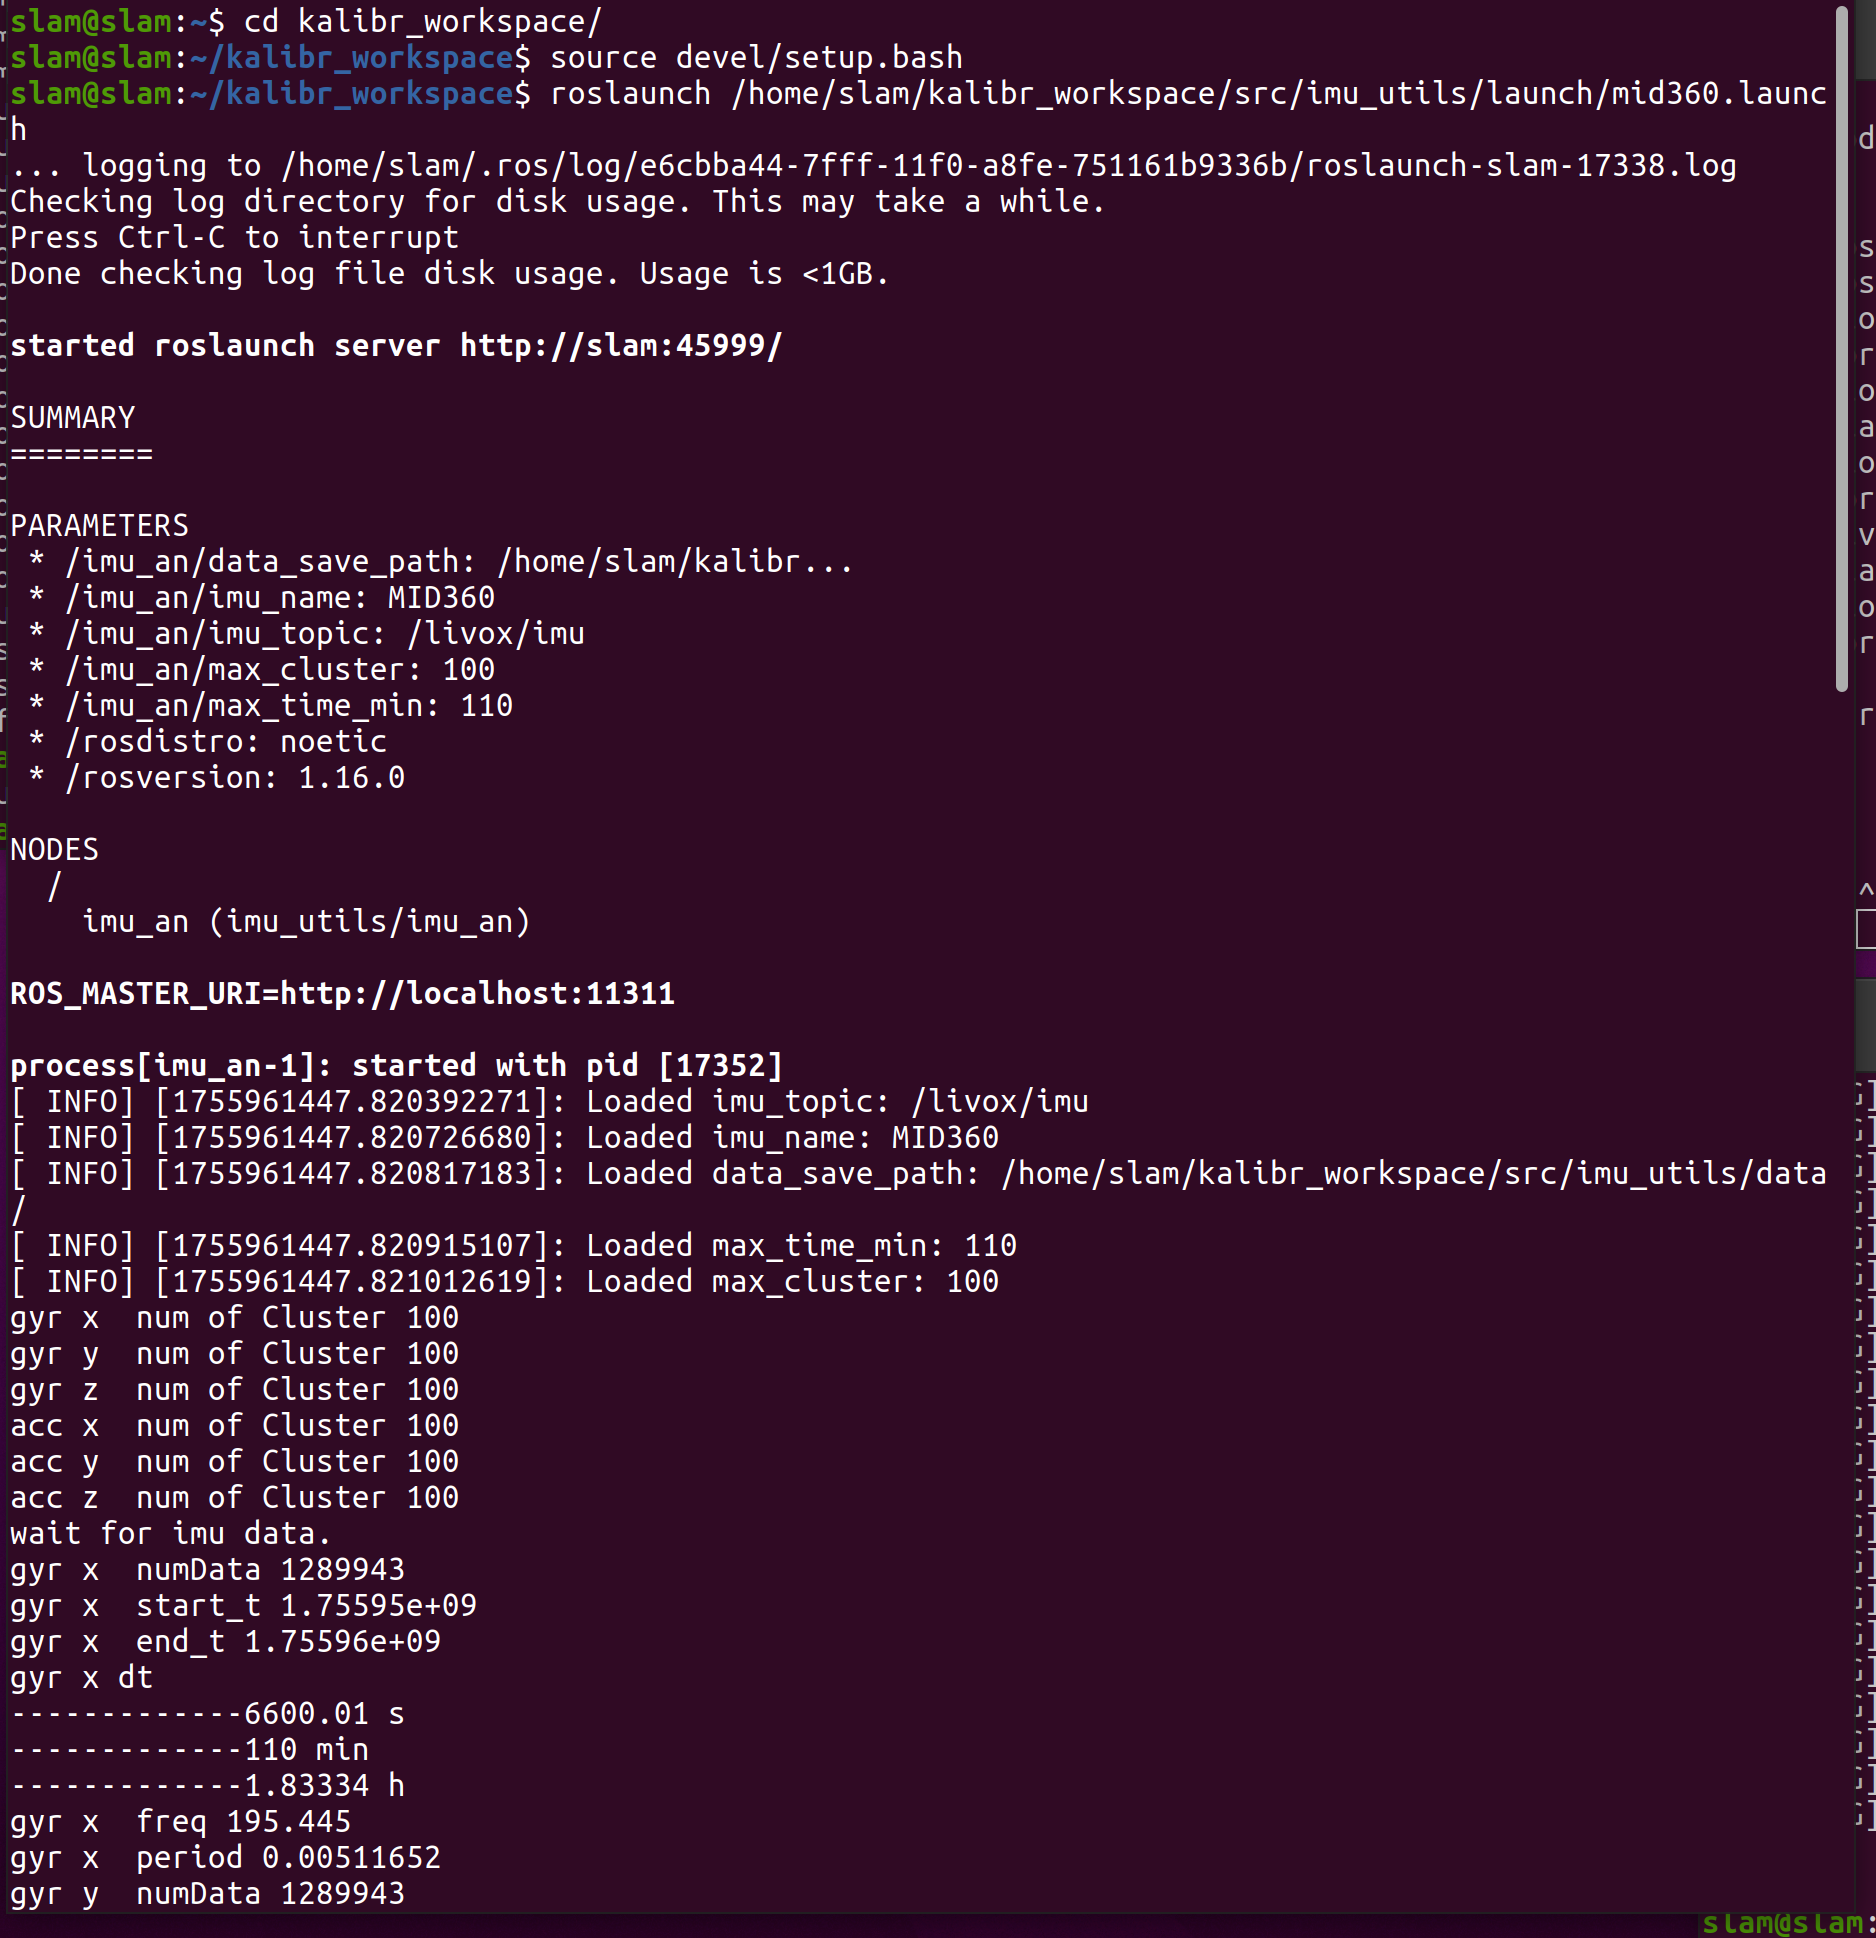 slam@slam:~$ cd kalibr_workspace/
slam@slam:~/kalibr_workspace$ source devel/setup.bash
slam@slam:~/kalibr_workspace$ roslaunch /home/slam/kalibr_workspace/src/imu_utils/launch/mid360.launc
h
... logging to /home/slam/.ros/log/e6cbba44-7fff-11f0-a8fe-751161b9336b/roslaunch-slam-17338.log
Checking log directory for disk usage. This may take a while.
Press Ctrl-C to interrupt
Done checking log file disk usage. Usage is <1GB.
started roslaunch server http://slam:45999/
SUMMARY
========
PARAMETERS
* /imu_an/data_save_path: /home/slam/kalibr...
* /imu_an/imu_name: MID360
* /imu_an/imu_topic: /livox/imu
* /imu_an/max_cluster: 100
* /imu_an/max_time_min: 110
* /rosdistro: noetic
* /rosversion: 1.16.0
NODES
/
imu_an (imu_utils/imu_an)
ROS_MASTER_URI=http://localhost:11311
process[imu_an-1]: started with pid [17352]
[ INFO] [1755961447.820392271]: Loaded imu_topic: /livox/imu
[ INFO] [1755961447.820726680]: Loaded imu_name: MID360
[ INFO] [1755961447.820817183]: Loaded data_save_path: /home/slam/kalibr_workspace/src/imu_utils/data
/
[ INFO] [1755961447.820915107]: Loaded max_time_min: 110
[ INFO] [1755961447.821012619]: Loaded max_cluster: 100
gyr x  num of Cluster 100
gyr y  num of Cluster 100
gyr z  num of Cluster 100
acc x  num of Cluster 100
acc y  num of Cluster 100
acc z  num of Cluster 100
wait for imu data.
gyr x  numData 1289943
gyr x  start_t 1.75595e+09
gyr x  end_t 1.75596e+09
gyr x dt
-------------6600.01 s
-------------110 min
-------------1.83334 h
gyr x  freq 195.445
gyr x  period 0.00511652
gyr y  numData 1289943
slam@slam: